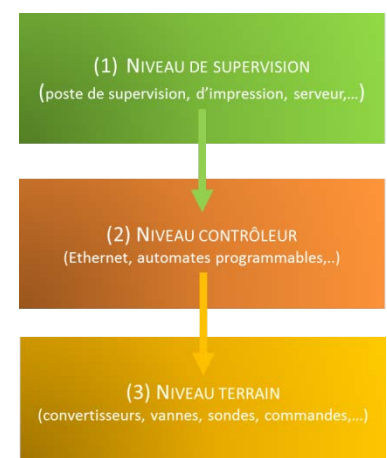 (1) NIVEAU DE SUPERVISION
(poste de supervision, d'impression, serveur,...)
(2) NIVEAU CONTRÔLEUR
(Ethernet, automates programmables,..)
(3) NIVEAU TERRAIN
(convertisseurs, vannes, sondes, commandes,...)